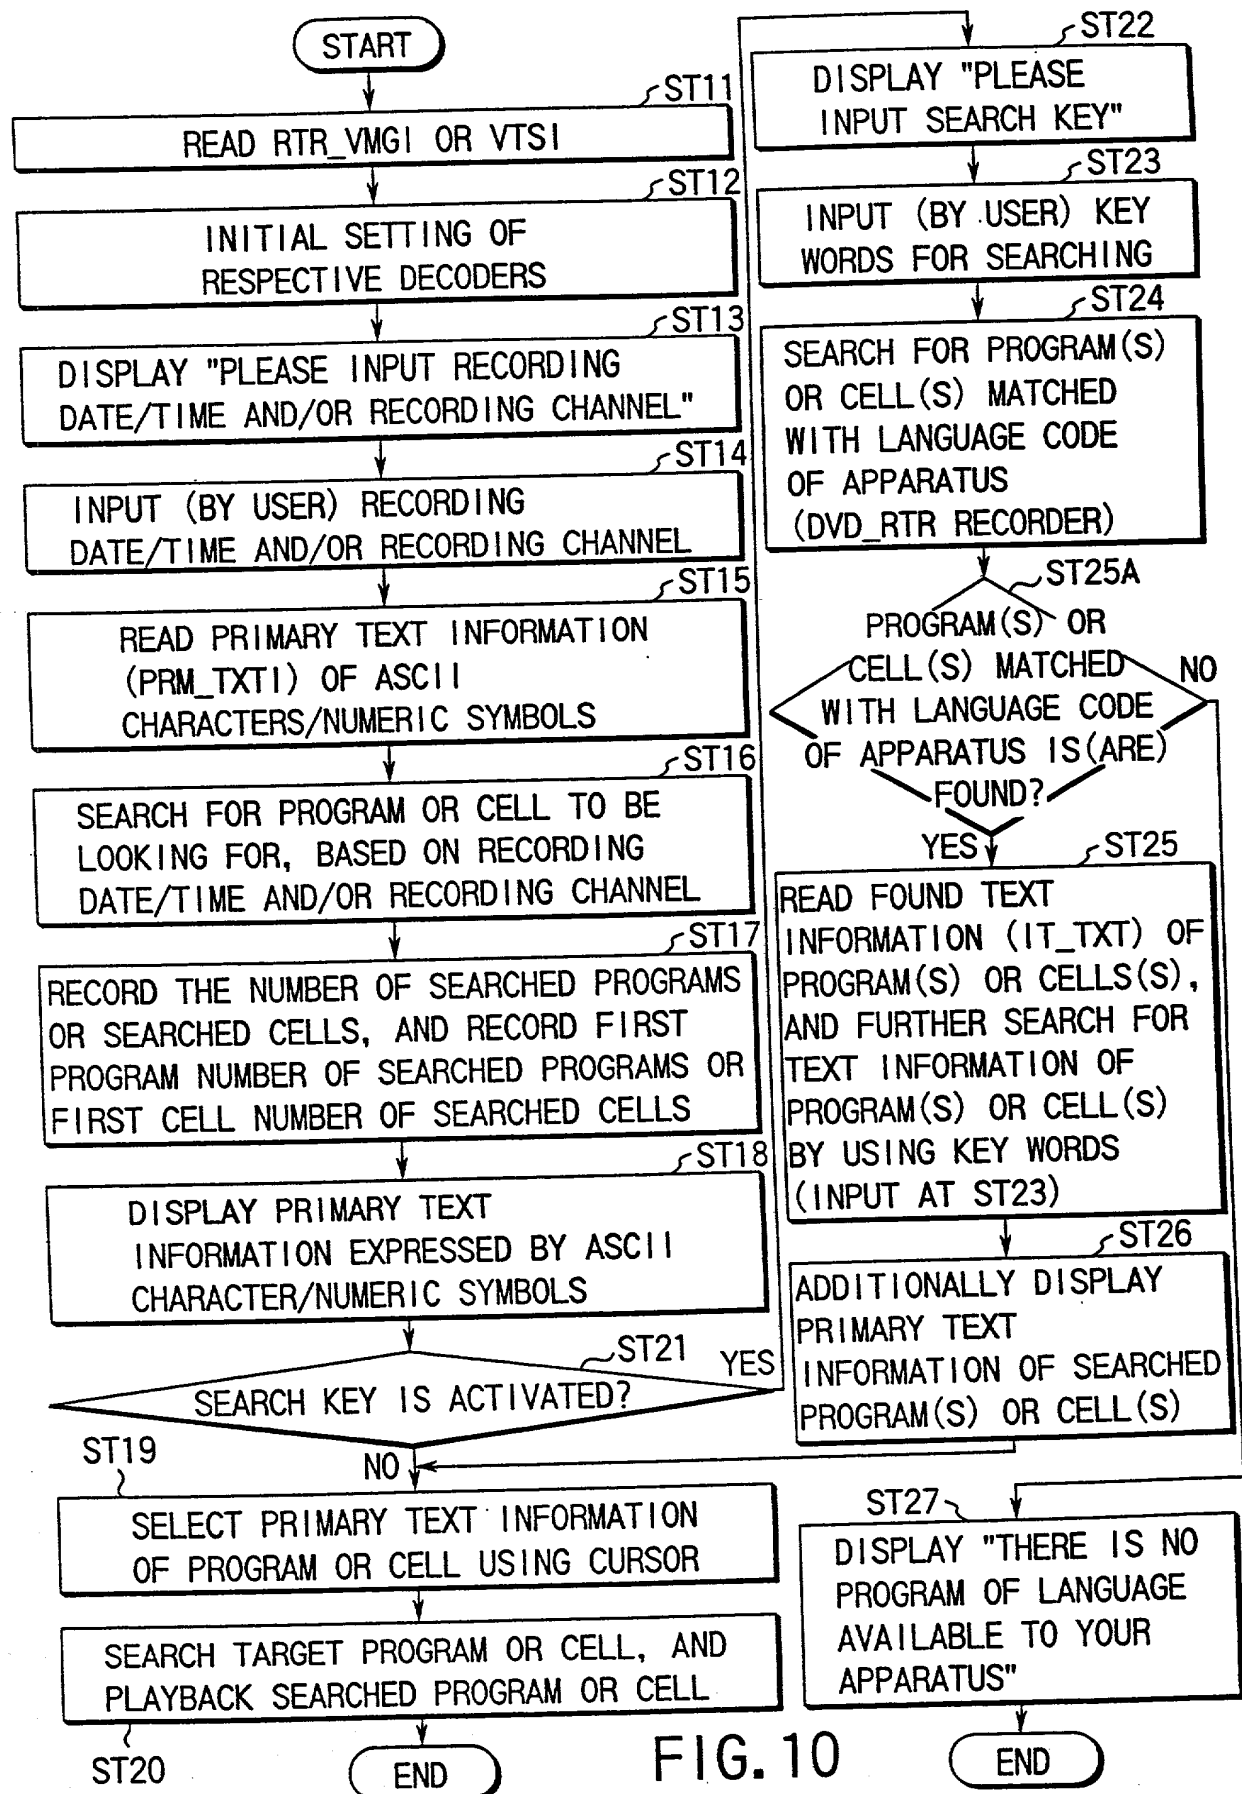 START
ST11
READ RTR_VMGI OR VTSI
ST12
INITIAL SETTING OF
RESPECTIVE DECODERS
ST13
DISPLAY "PLEASE INPUT RECORDING
DATE/TIME AND/OR RECORDING CHANNEL"
ST14
INPUT (BY USER) RECORDING
DATE/TIME AND/OR RECORDING CHANNEL
ST15
READ PRIMARY TEXT INFORMATION
(PRM_TXTI) OF ASCII
CHARACTERS/NUMERIC SYMBOLS
ST16
SEARCH FOR PROGRAM OR CELL TO BE
LOOKING FOR, BASED ON RECORDING
DATE/TIME AND/OR RECORDING CHANNEL
ST17
RECORD THE NUMBER OF SEARCHED PROGRAMS
OR SEARCHED CELLS, AND RECORD FIRST
PROGRAM NUMBER OF SEARCHED PROGRAMS OR
FIRST CELL NUMBER OF SEARCHED CELLS
ST18
DISPLAY PRIMARY TEXT
INFORMATION EXPRESSED BY ASCII
CHARACTER/NUMERIC SYMBOLS
ST21
YES
SEARCH KEY IS ACTIVATED?
NO
ST19
SELECT PRIMARY TEXT INFORMATION
OF PROGRAM OR CELL USING CURSOR
SEARCH TARGET PROGRAM OR CELL, AND
PLAYBACK SEARCHED PROGRAM OR CELL
ST20
END
ST22
DISPLAY "PLEASE
INPUT SEARCH KEY"
ST23
INPUT (BY USER) KEY
WORDS FOR SEARCHING
ST24
SEARCH FOR PROGRAM(S)
OR CELL(S) MATCHED
WITH LANGUAGE CODE
OF APPARATUS
(DVD_RTR RECORDER)
ST25A
PROGRAM(S) OR
CELL(S) MATCHED
NO
WITH LANGUAGE CODE
OF APPARATUS IS(ARE)
FOUND?
YES
ST25
READ FOUND TEXT
INFORMATION (IT_TXT) OF
PROGRAM(S) OR CELLS(S),
AND FURTHER SEARCH FOR
TEXT INFORMATION OF
PROGRAM(S) OR CELL(S)
BY USING KEY WORDS
(INPUT AT ST23)
ST26
ADDITIONALLY DISPLAY
PRIMARY TEXT
INFORMATION OF SEARCHED
PROGRAM(S) OR CELL(S)
ST27
DISPLAY "THERE IS NO
PROGRAM OF LANGUAGE
AVAILABLE TO YOUR
APPARATUS"
END
FIG. 10